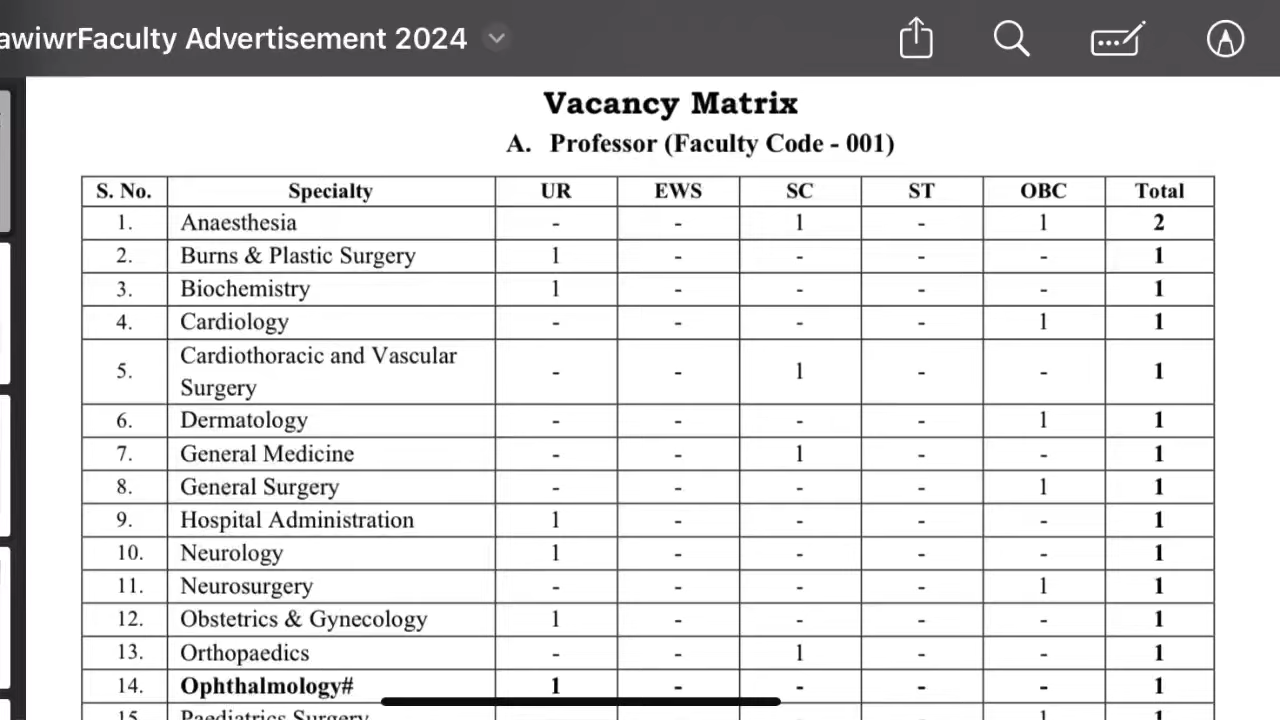 awiwrFaculty Advertisement 2024
Vacancy Matrix
A. Professor (Faculty Code - 001)
S. No. Specialty UR EWS SC ST OBC Total
1. Anaesthesia - - 1 - 1 2
2. Burns & Plastic Surgery 1 - - - - 1
3. Biochemistry 1 - - - - 1
4. Cardiology - - - - 1 1
5. Cardiothoracic and Vascular
Surgery - - 1 - - 1
6. Dermatology - - - - 1 1
7. General Medicine - - 1 - - 1
8. General Surgery - - - - 1 1
9. Hospital Administration 1 - - - - 1
10. Neurology 1 - - - - 1
11. Neurosurgery - - - - 1 1
12. Obstetrics & Gynecology 1 - - - - 1
13. Orthopaedics - - 1 - - 1
14. Ophthalmology# 1 - - - - 1
15. Paediatrics Surgery 1 1